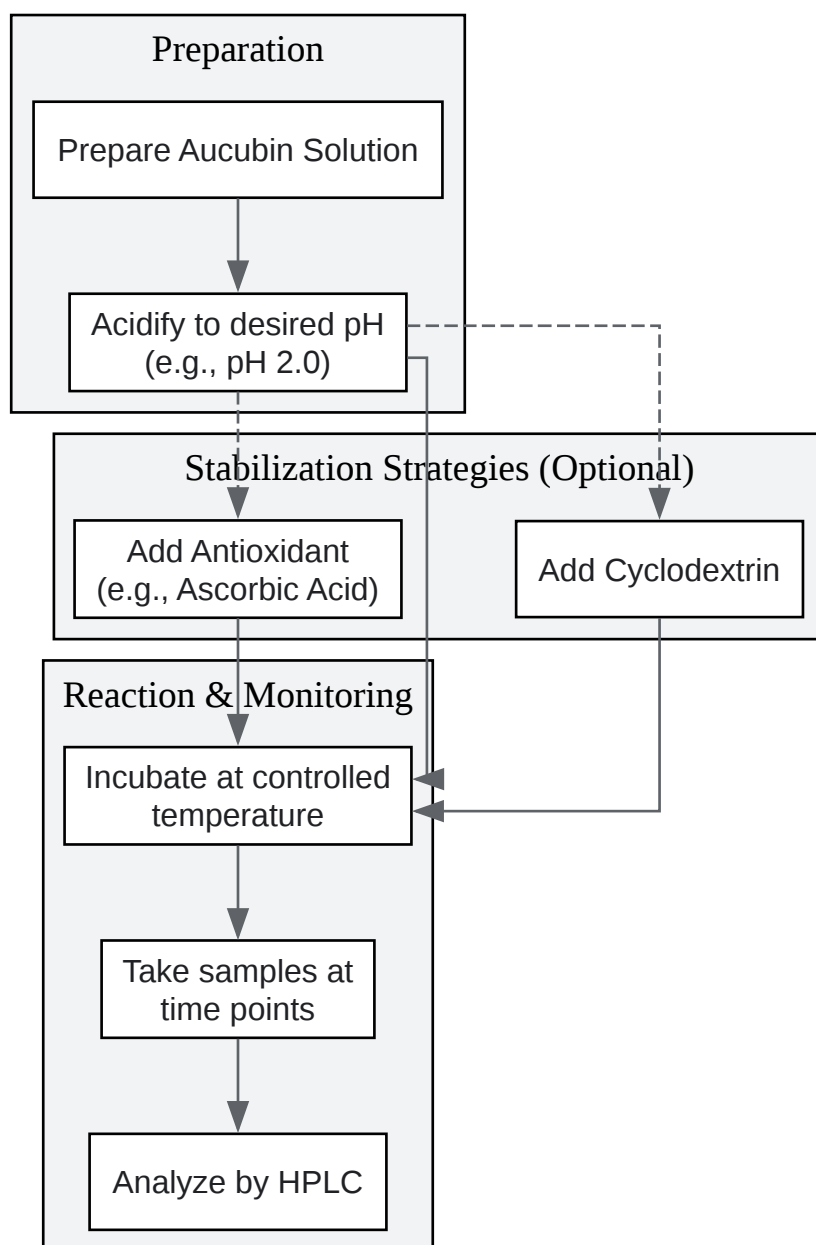 Preparation
Prepare Aucubin Solution
Acidify to desired pH
(e.g., pH 2.0)
Stabilization Strategies (Optional)
Add Antioxidant
(e.g., Ascorbic Acid)
Add Cyclodextrin
Reaction & Monitoring
Incubate at controlled
temperature
Take samples at
time points
Analyze by HPLC